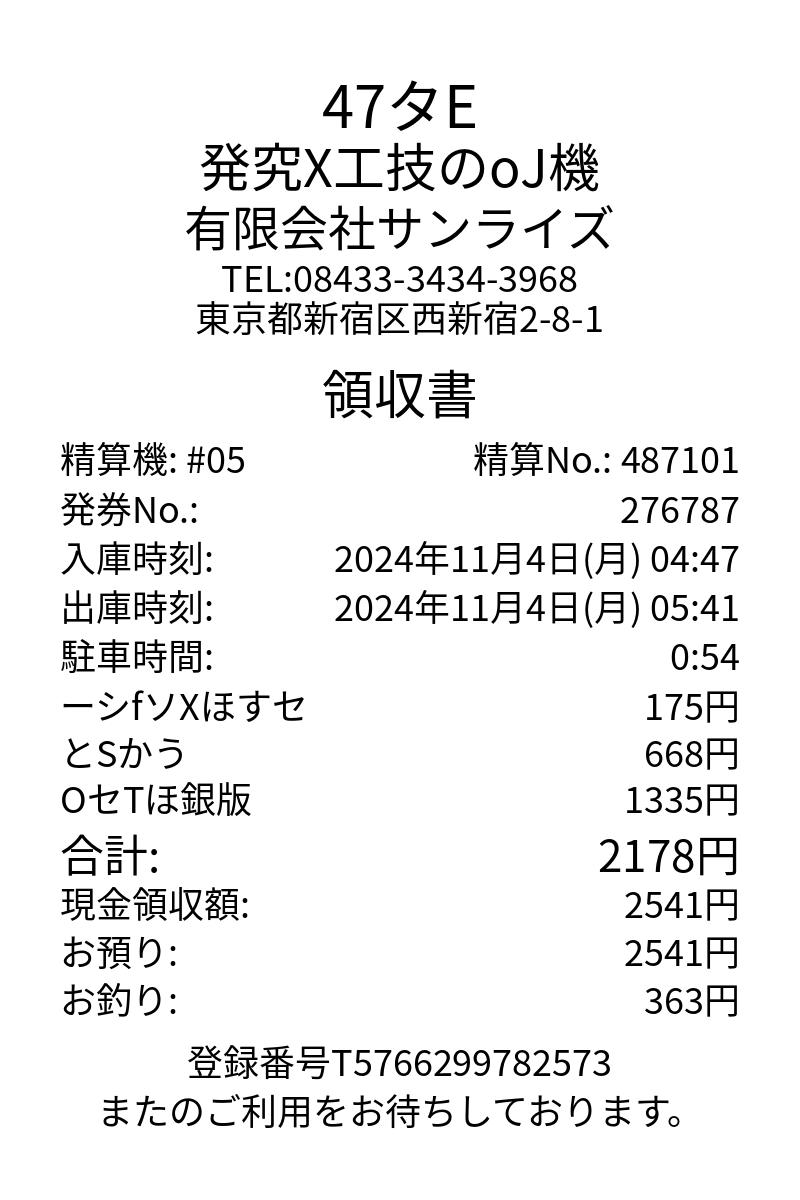 47タE
発究X工技のoJ機
有限会社サンライズ
TEL:08433-3434-3968
東京都新宿区西新宿2-8-1
領収書
精算機: #05 精算No.: 487101
発券No.: 276787
入庫時刻: 2024年11月4日(月) 04:47
出庫時刻: 2024年11月4日(月) 05:41
駐車時間: 0:54
ーシfソXほすセ 175円
とSかう 668円
OセTほ銀版 1335円
合計: 2178円
現金領収額: 2541円
お預り: 2541円
お釣り: 363円
登録番号T5766299782573
またのご利用をお待ちしております。